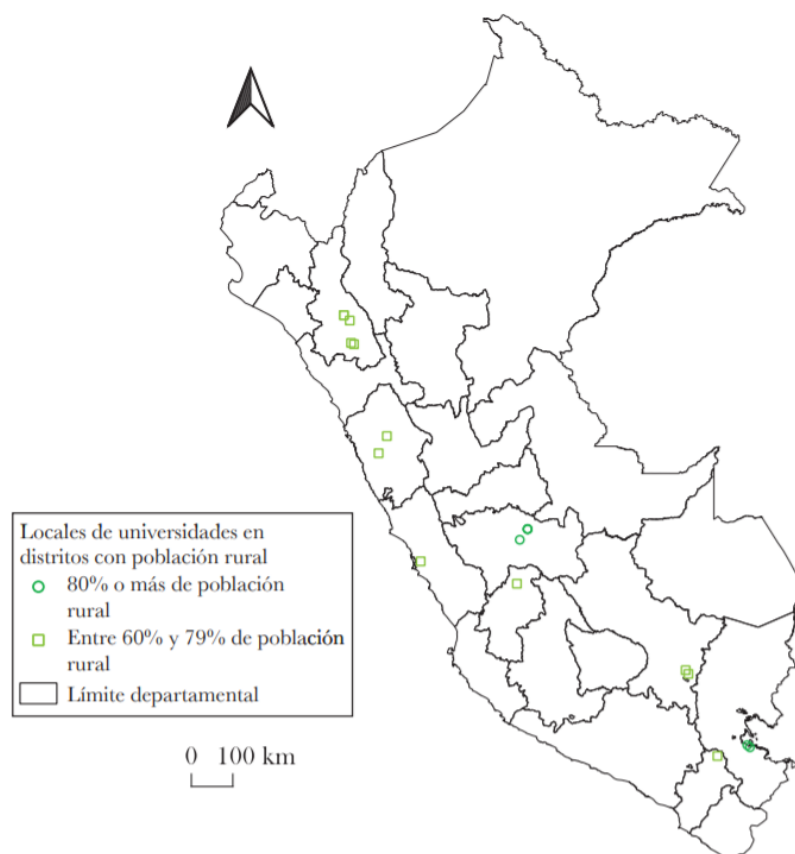 Locales de universidades en
distritos con población rural
80% o más de población
rural
Entre 60% y 79% de población
rural
Límite departamental
0 100 km